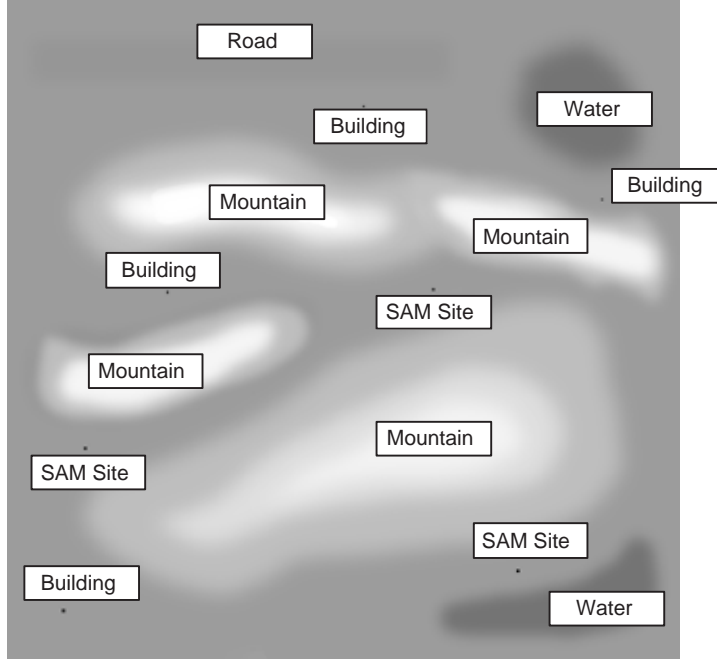 Road
Water
Building
Building
Mountain
Mountain
Building
SAM Site
Mountain
Mountain
SAM Site
SAM Site
Building
Water